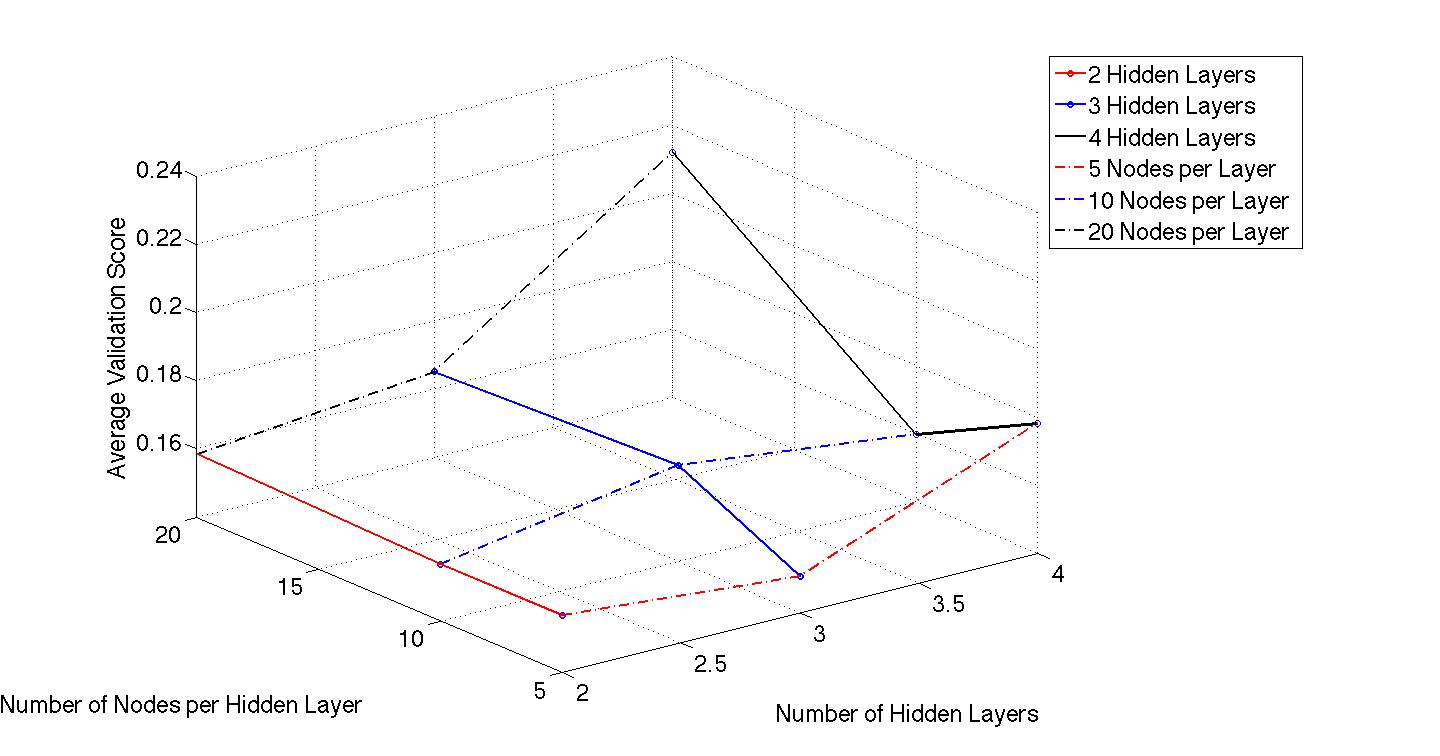 2 Hidden Layers
3 Hidden Layers
4 Hidden Layers
5 Nodes per Layer
10 Nodes per Layer
20 Nodes per Layer
Average Validation Score
0.24
0.22
0.2
0.18
0.16
20
15
10
5
2
2.5
3
3.5
4
Number of Nodes per Hidden Layer
Number of Hidden Layers